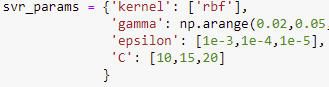 svr_params = {'kernel': ['rbf'],
'gamma': np.arange(0.02,0.05,
'epsilon': [1e-3,1e-4,1e-5],
'C': [10,15,20]
}